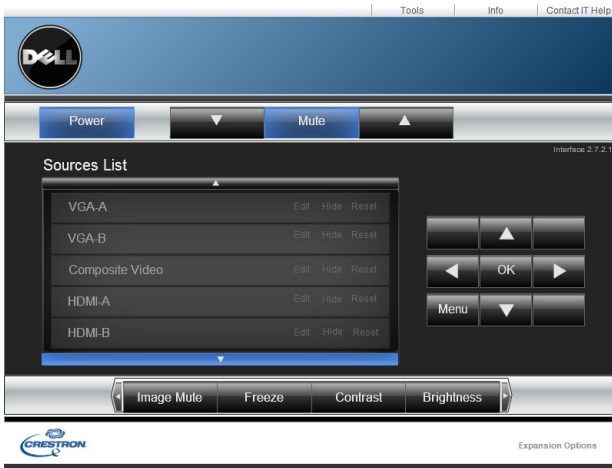 Tools Info Contact IT Help
DELL
Power Mute
Interface 2.7.2.1
Sources List
VGA-A Edit Hide Reset
VGA-B Edit Hide Reset
Composite Video Edit Hide Reset
HDMI-A Edit Hide Reset
HDMI-B Edit Hide Reset
OK
Menu
Image Mute Freeze Contrast Brightness
CRESTRON
Expansion Options